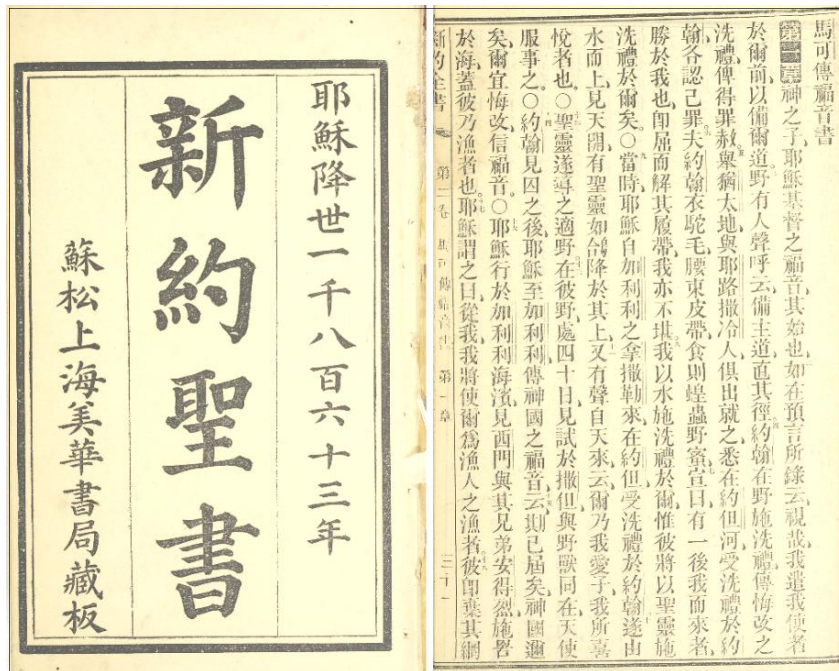 耶穌降世一千八百六十三年
新約聖書
蘇松上海美華書局藏板
馬可傳福音書
第一章神之子耶穌基督之福音其始也如在預言所錄云視哉我遣我使者
於爾前以備爾道野有人聲呼云備主道直其徑約翰在野施洗禮傳悔改之
洗禮俾得罪赦舉猶太地與耶路撒冷人俱出就之悉在約但河受洗禮於約
翰各認己罪夫約翰衣駝毛腰束皮帶食則蝗蟲野蜜宣曰有一後我而來者
勝於我也卽屈而解其履帶我亦不堪我以水施洗禮於爾惟彼將以聖靈施
洗禮於爾矣○當時耶穌自加利利之拿撒勒來在約但受洗禮於約翰遂由
水而上見天開有聖靈如鴿降於其上又有聲自天來云爾乃我愛子我所喜
悅者也○聖靈遂導之適野在彼野處四十日見試於撒但與野獸同在天使
服事之○約翰見囚之後耶穌至加利利傳神國之福音云期已屆矣神國邇
矣爾宜悔改信福音○耶穌行於加利利海濱見西門與其兄弟安得烈施罟
於海蓋彼乃漁者也耶穌謂之曰從我我將使爾爲漁人之漁者彼卽棄其網
新約全書 第二卷 馬可傳福音書 第一章